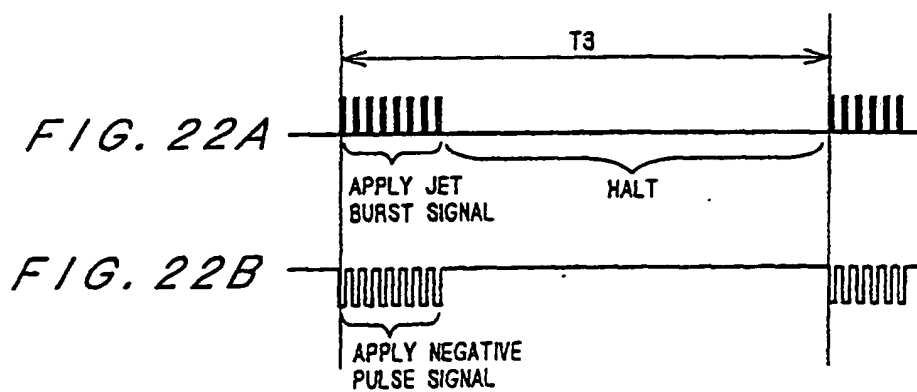 T3
FIG. 22A
APPLY JET
BURST SIGNAL
HALT
FIG. 22B
APPLY NEGATIVE
PULSE SIGNAL